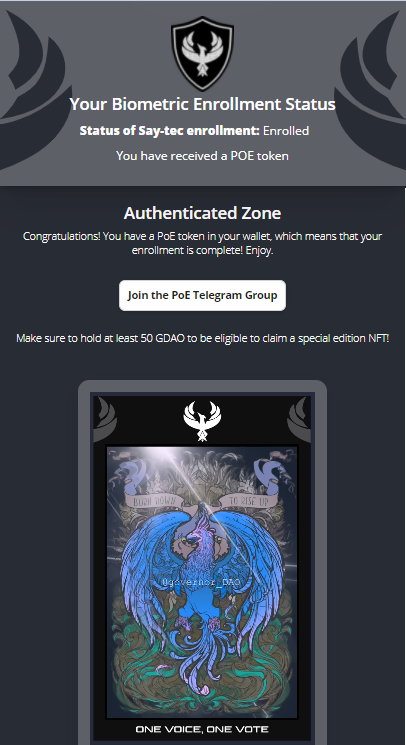 Your Biometric Enrollment Status
Status of Say-tec enrollment: Enrolled
You have received a POE token
Authenticated Zone
Congratulations! You have a PoE token in your wallet, which means that your
enrollment is complete! Enjoy.
Join the PoE Telegram Group
Make sure to hold at least 50 GDAO to be eligible to claim a special edition NFT!
BURN DOWN
TO RISE UP
@governor_DAO
ONE VOICE, ONE VOTE